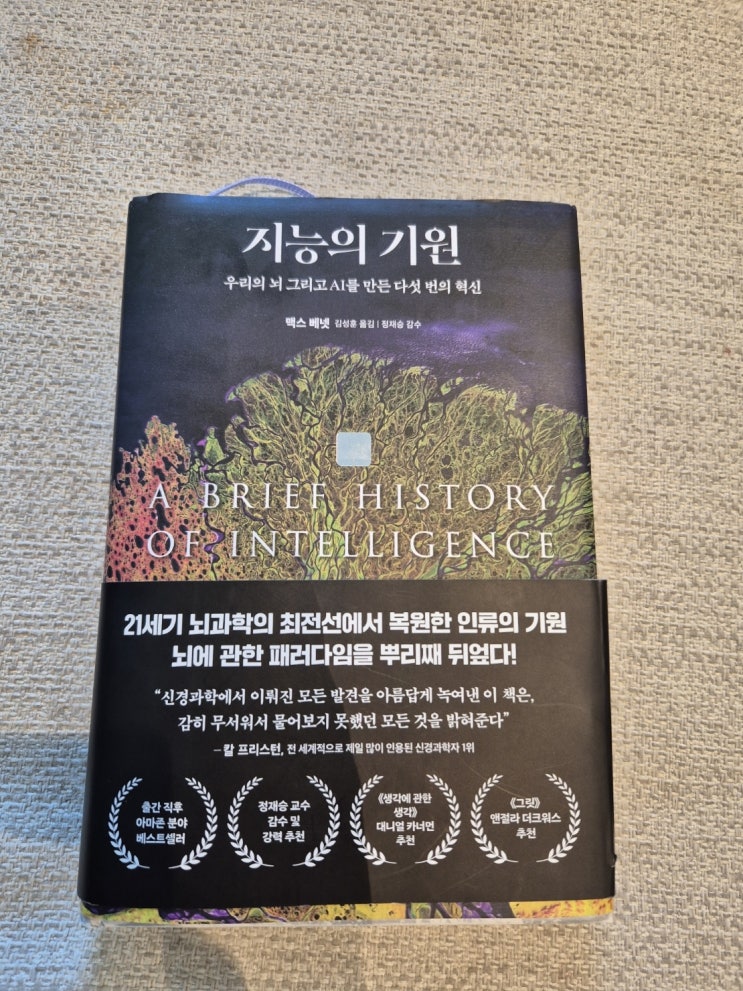 지능의 기원
우리의 뇌 그리고 AI를 만든 다섯 번의 혁신
맥스 베넷 김성훈 옮김 | 정재승 감수
A BRIEF HISTORY
OF INTELLIGENCE
21세기 뇌과학의 최전선에서 복원한 인류의 기원
뇌에 관한 패러다임을 뿌리째 뒤엎다!
“신경과학에서 이뤄진 모든 발견을 아름답게 녹여낸 이 책은,
감히 무서워서 물어보지 못했던 모든 것을 밝혀준다”
– 칼 프리스턴, 전 세계적으로 제일 많이 인용된 신경과학자 1위
출간 직후
아마존 분야
베스트셀러
정재승 교수
감수 및
강력 추천
《생각에 관한
생각》
대니얼 카너먼
추천
《그릿》
앤절라 더크워스
추천